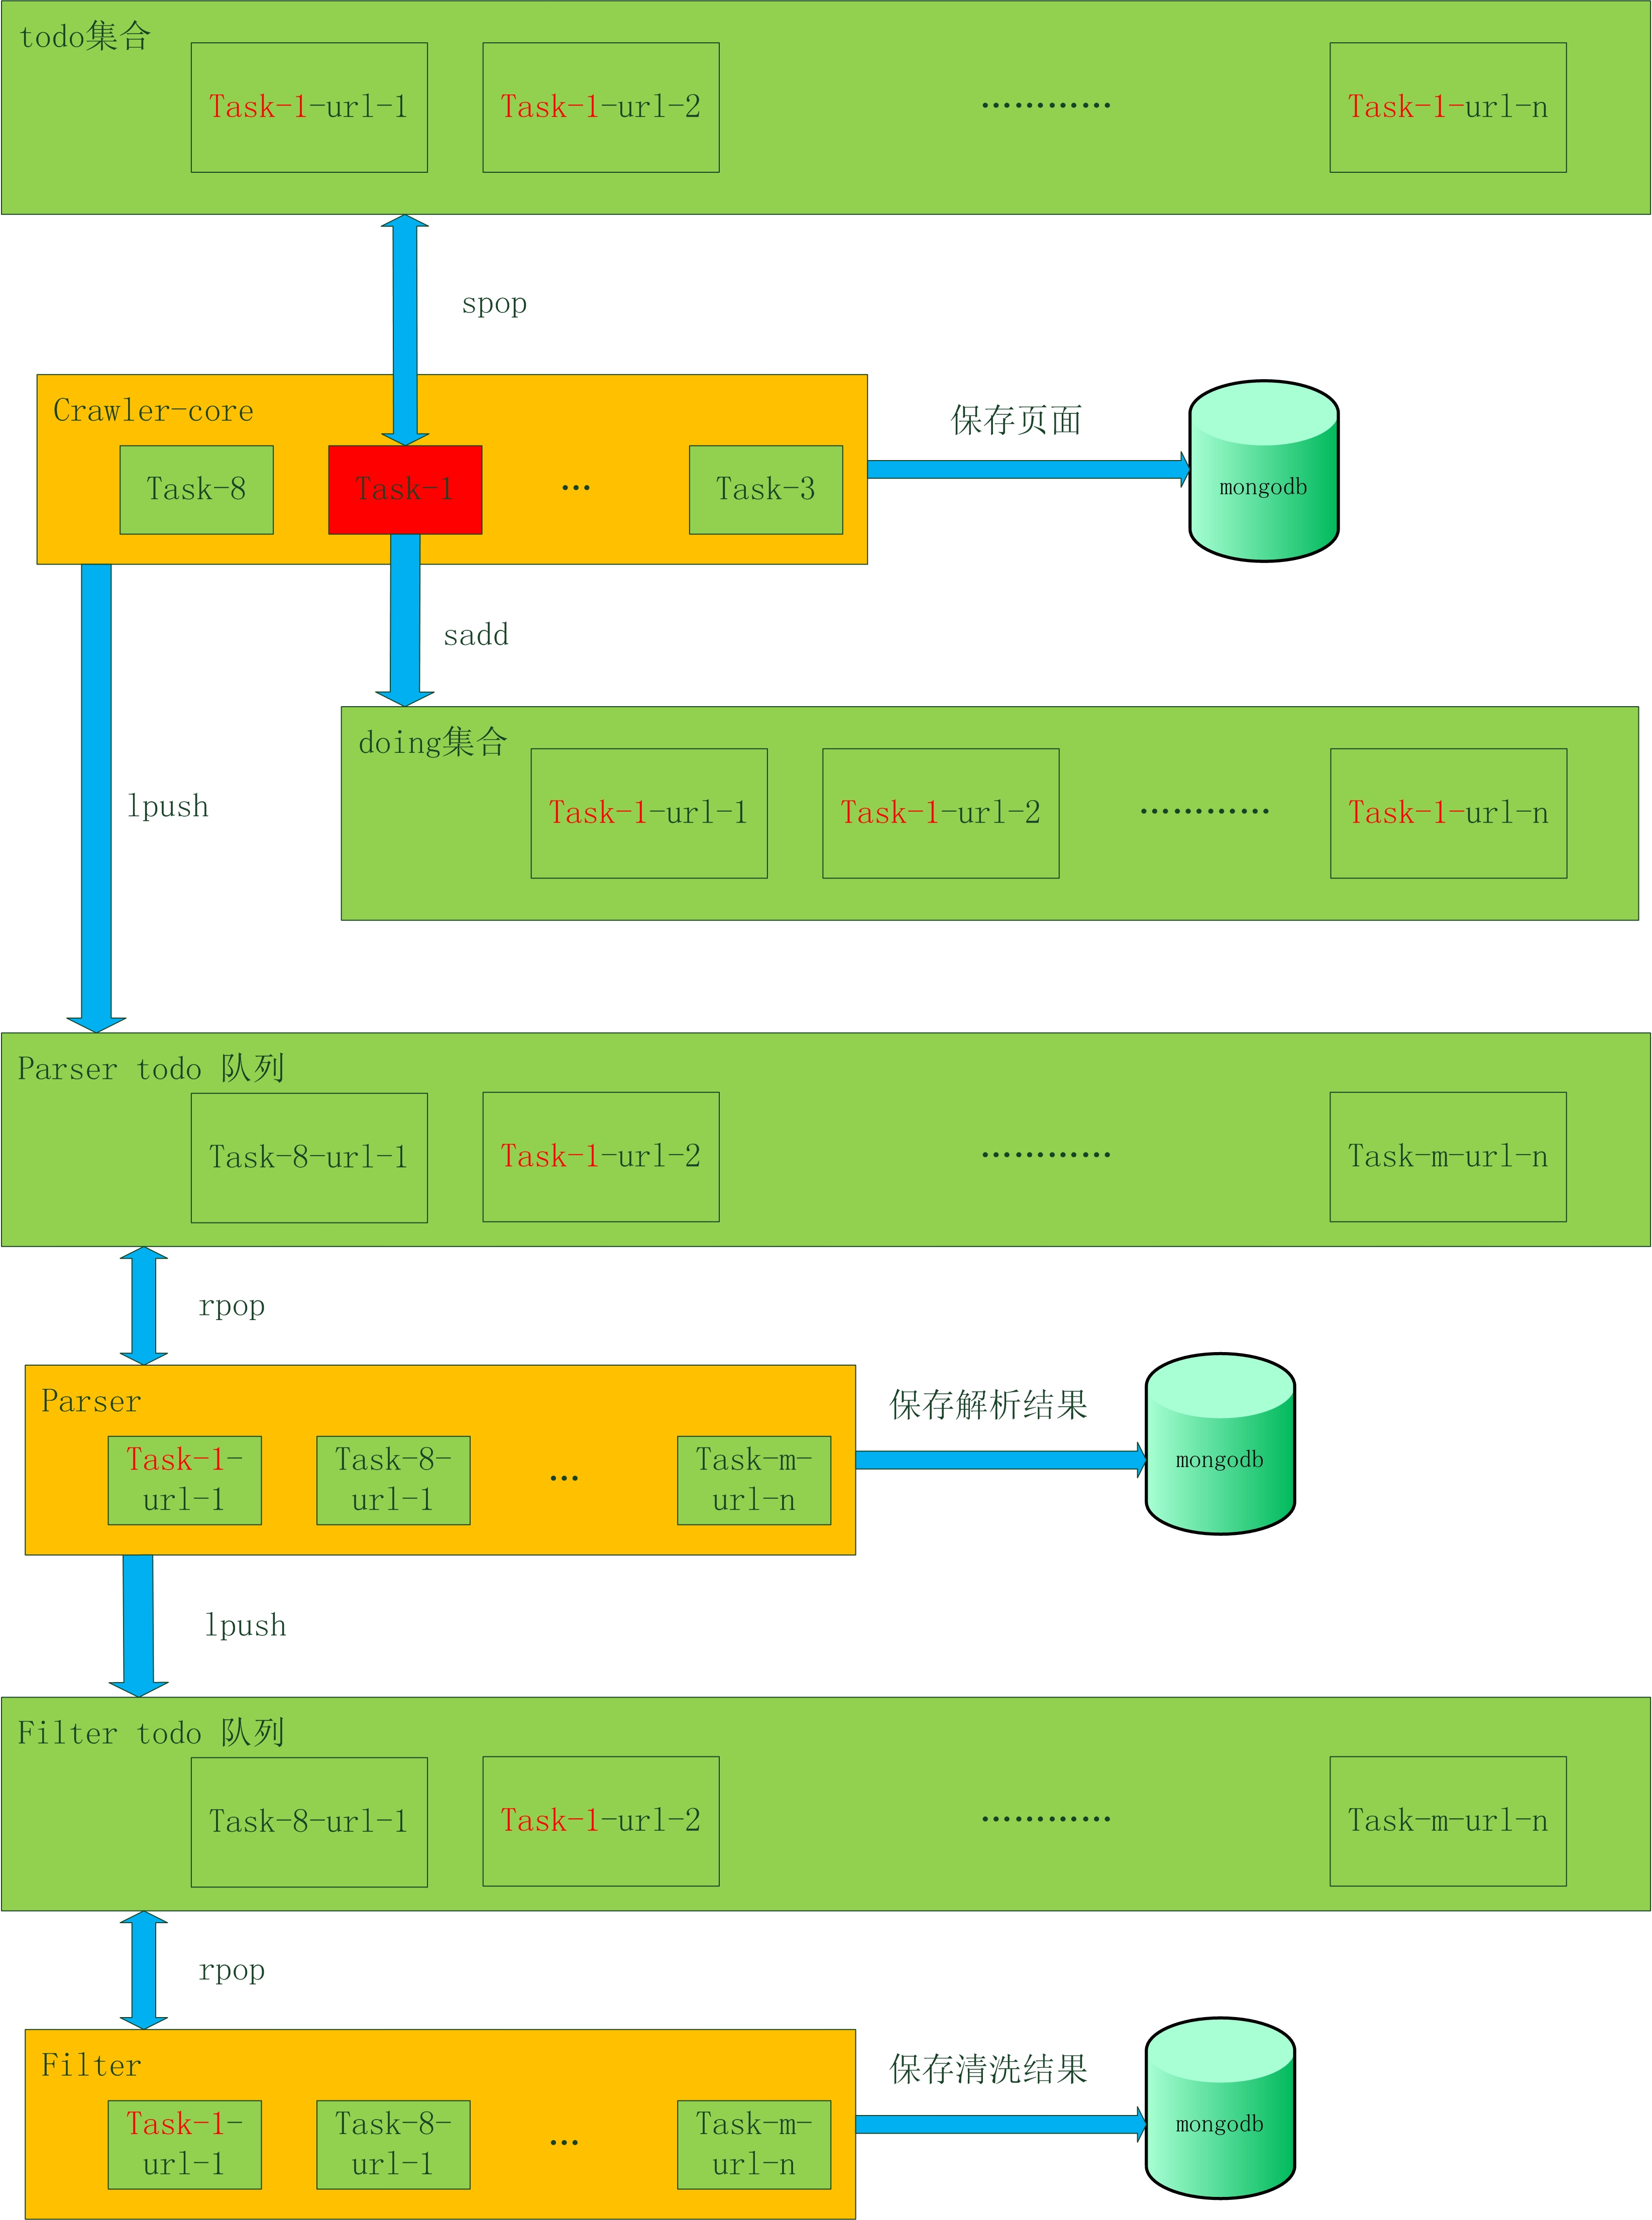 todo集合
Task-1-url-1
Task-1-url-2
…………
Task-1-url-n
spop
Crawler-core
Task-8
Task-1
…
Task-3
保存页面
mongodb
sadd
doing集合
Task-1-url-1
Task-1-url-2
…………
Task-1-url-n
lpush
Parser todo 队列
Task-8-url-1
Task-1-url-2
…………
Task-m-url-n
rpop
Parser
Task-1-
url-1
Task-8-
url-1
…
Task-m-
url-n
保存解析结果
mongodb
lpush
Filter todo 队列
Task-8-url-1
Task-1-url-2
…………
Task-m-url-n
rpop
Filter
Task-1-
url-1
Task-8-
url-1
…
Task-m-
url-n
保存清洗结果
mongodb